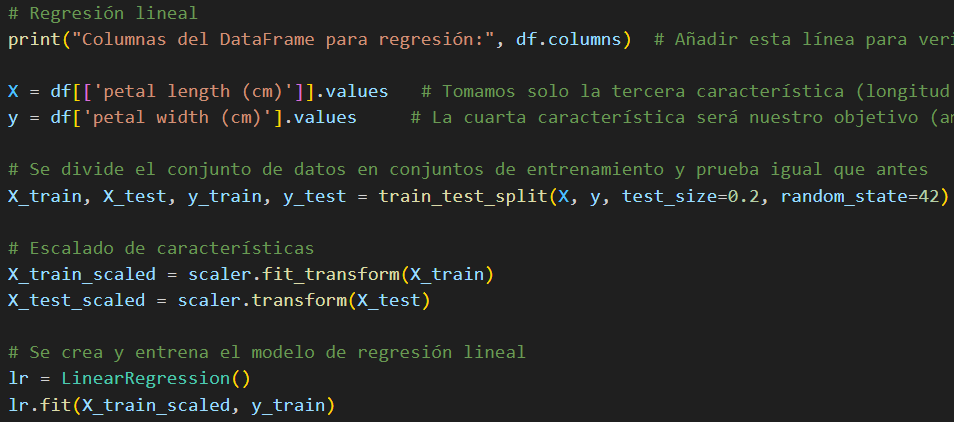 # Regresión lineal
print("Columnas del DataFrame para regresión:", df.columns)  # Añadir esta línea para veri
X = df[['petal length (cm)']].values   # Tomamos solo la tercera característica (longitud
y = df['petal width (cm)'].values     # La cuarta característica será nuestro objetivo (an
# Se divide el conjunto de datos en conjuntos de entrenamiento y prueba igual que antes
X_train, X_test, y_train, y_test = train_test_split(X, y, test_size=0.2, random_state=42)
# Escalado de características
X_train_scaled = scaler.fit_transform(X_train)
X_test_scaled = scaler.transform(X_test)
# Se crea y entrena el modelo de regresión lineal
lr = LinearRegression()
lr.fit(X_train_scaled, y_train)